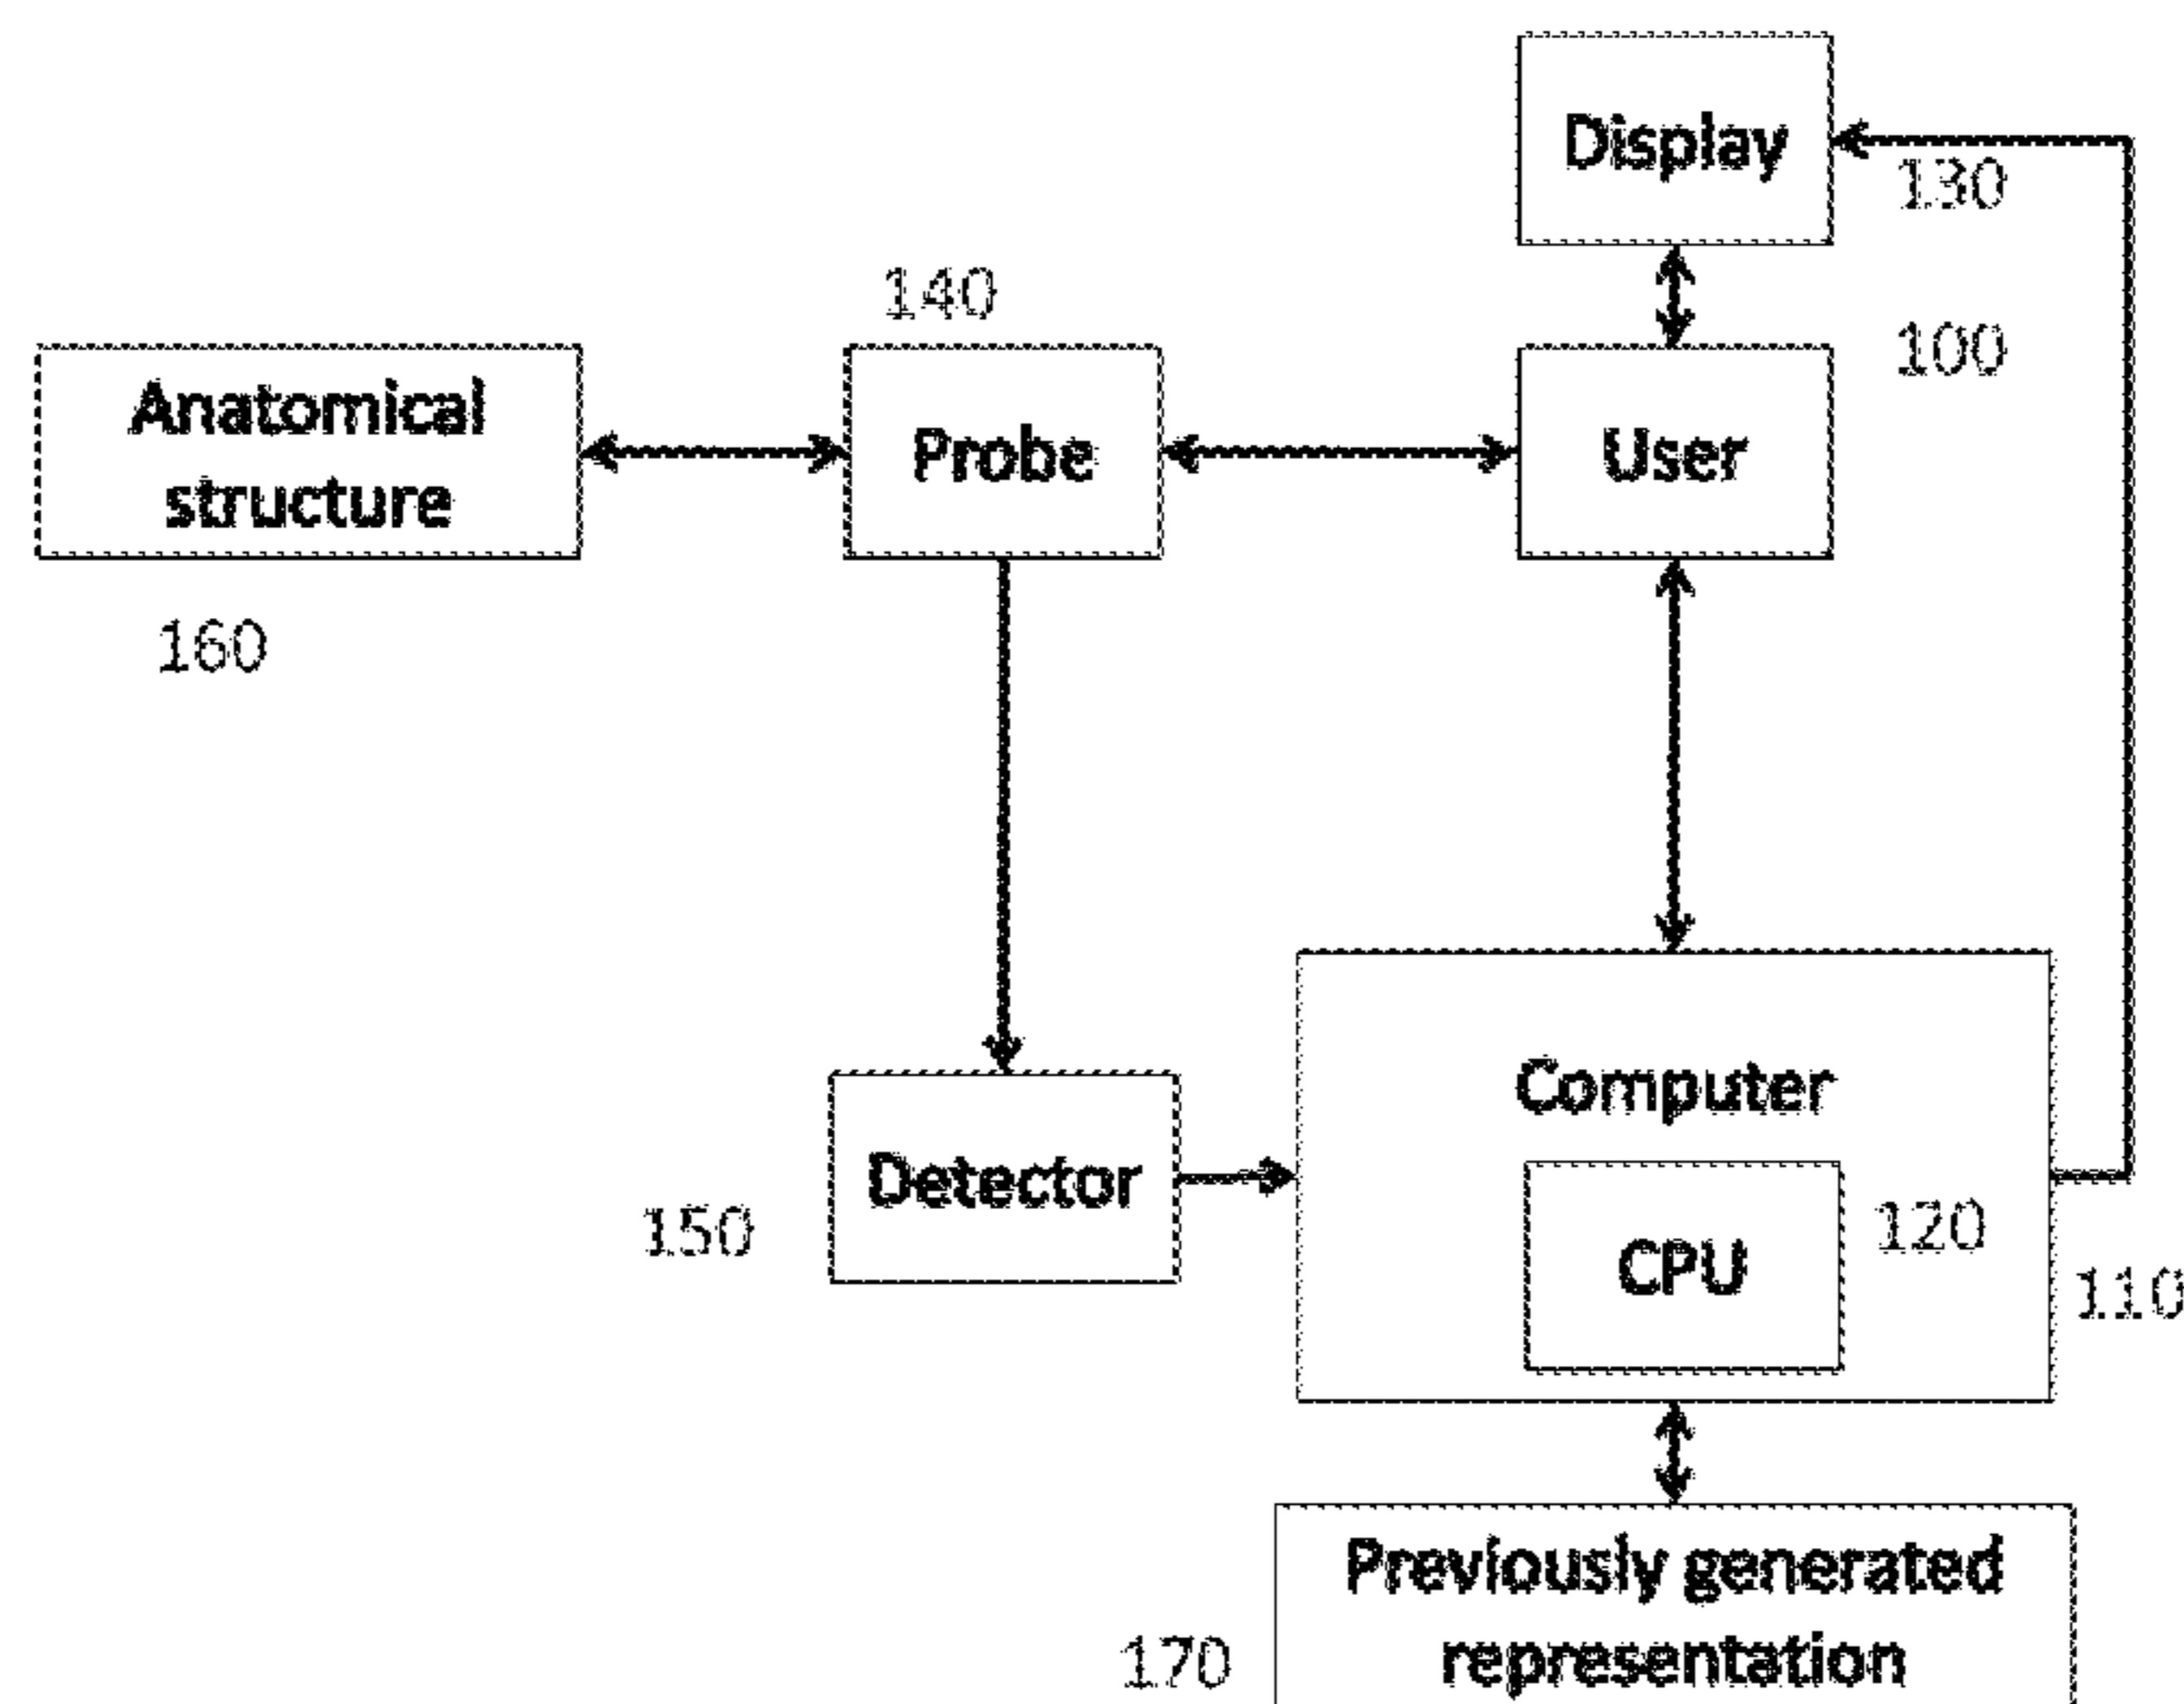 Display
130
140
100
Anatomical
structure
Probe
User
160
Computer
Detector
150
CPU
120
110
Previously generated
representation
170